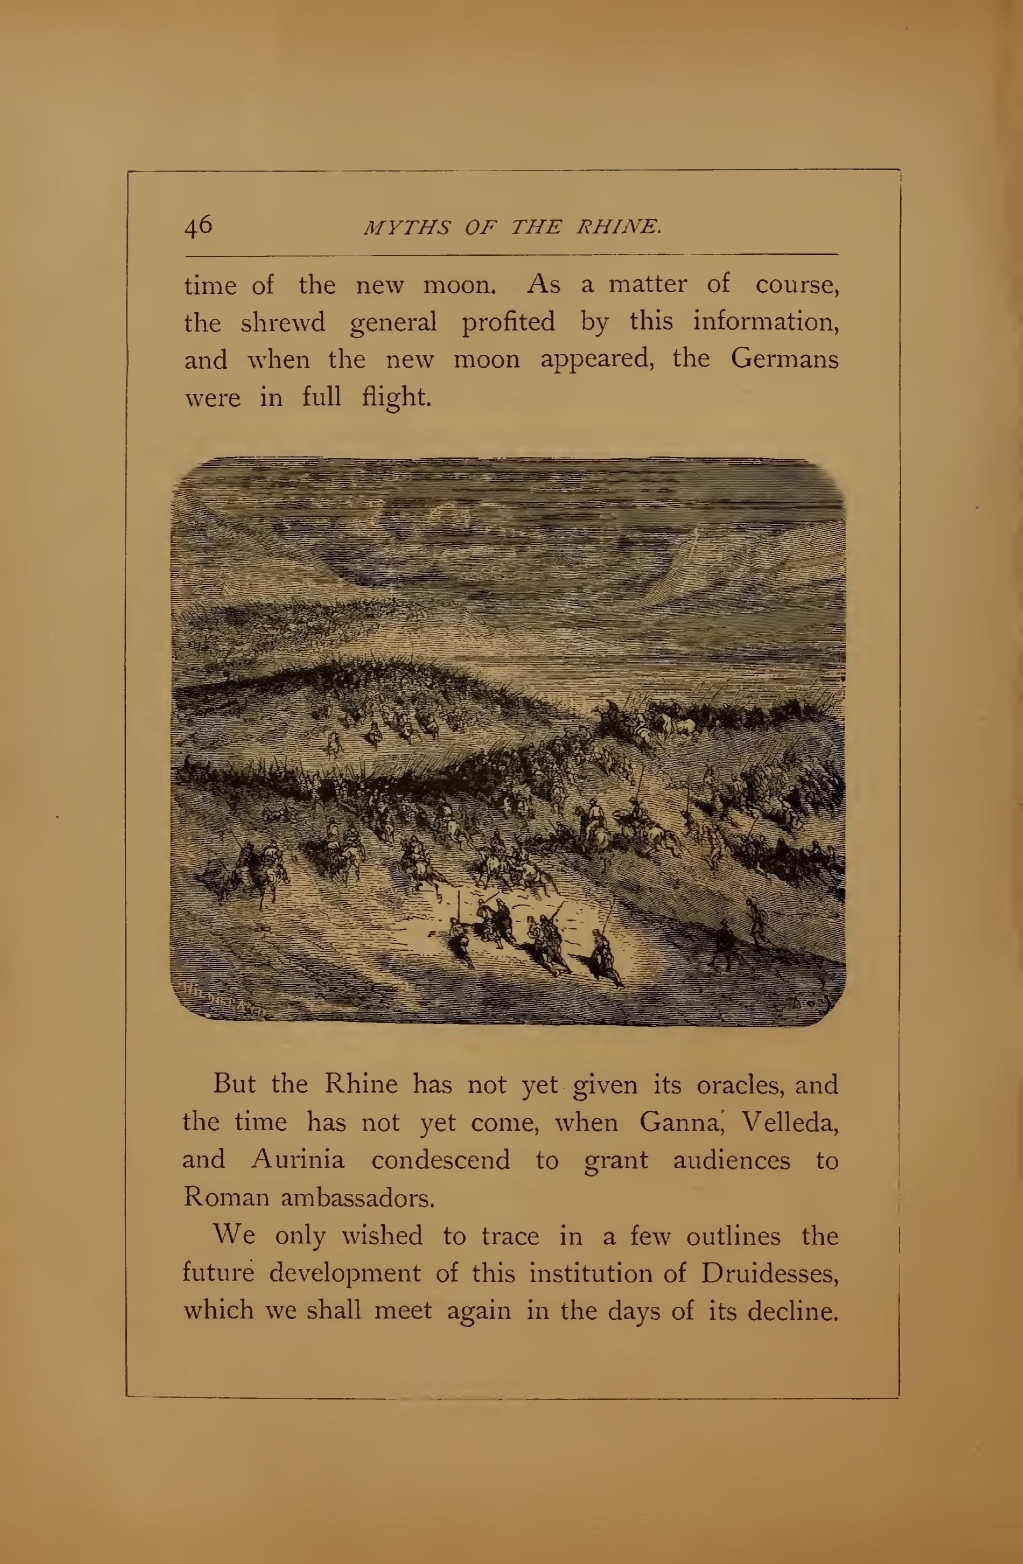 46 MYTHS OF THE RHINE.
time of the new moon. As a matter of course,
the shrewd general profited by this information,
and when the new moon appeared, the Germans
were in full flight.
But the Rhine has not yet given its oracles, and
the time has not yet come, when Ganna, Velleda,
and Aurinia condescend to grant audiences to
Roman ambassadors.
We only wished to trace in a few outlines the
future development of this institution of Druidesses,
which we shall meet again in the days of its decline.